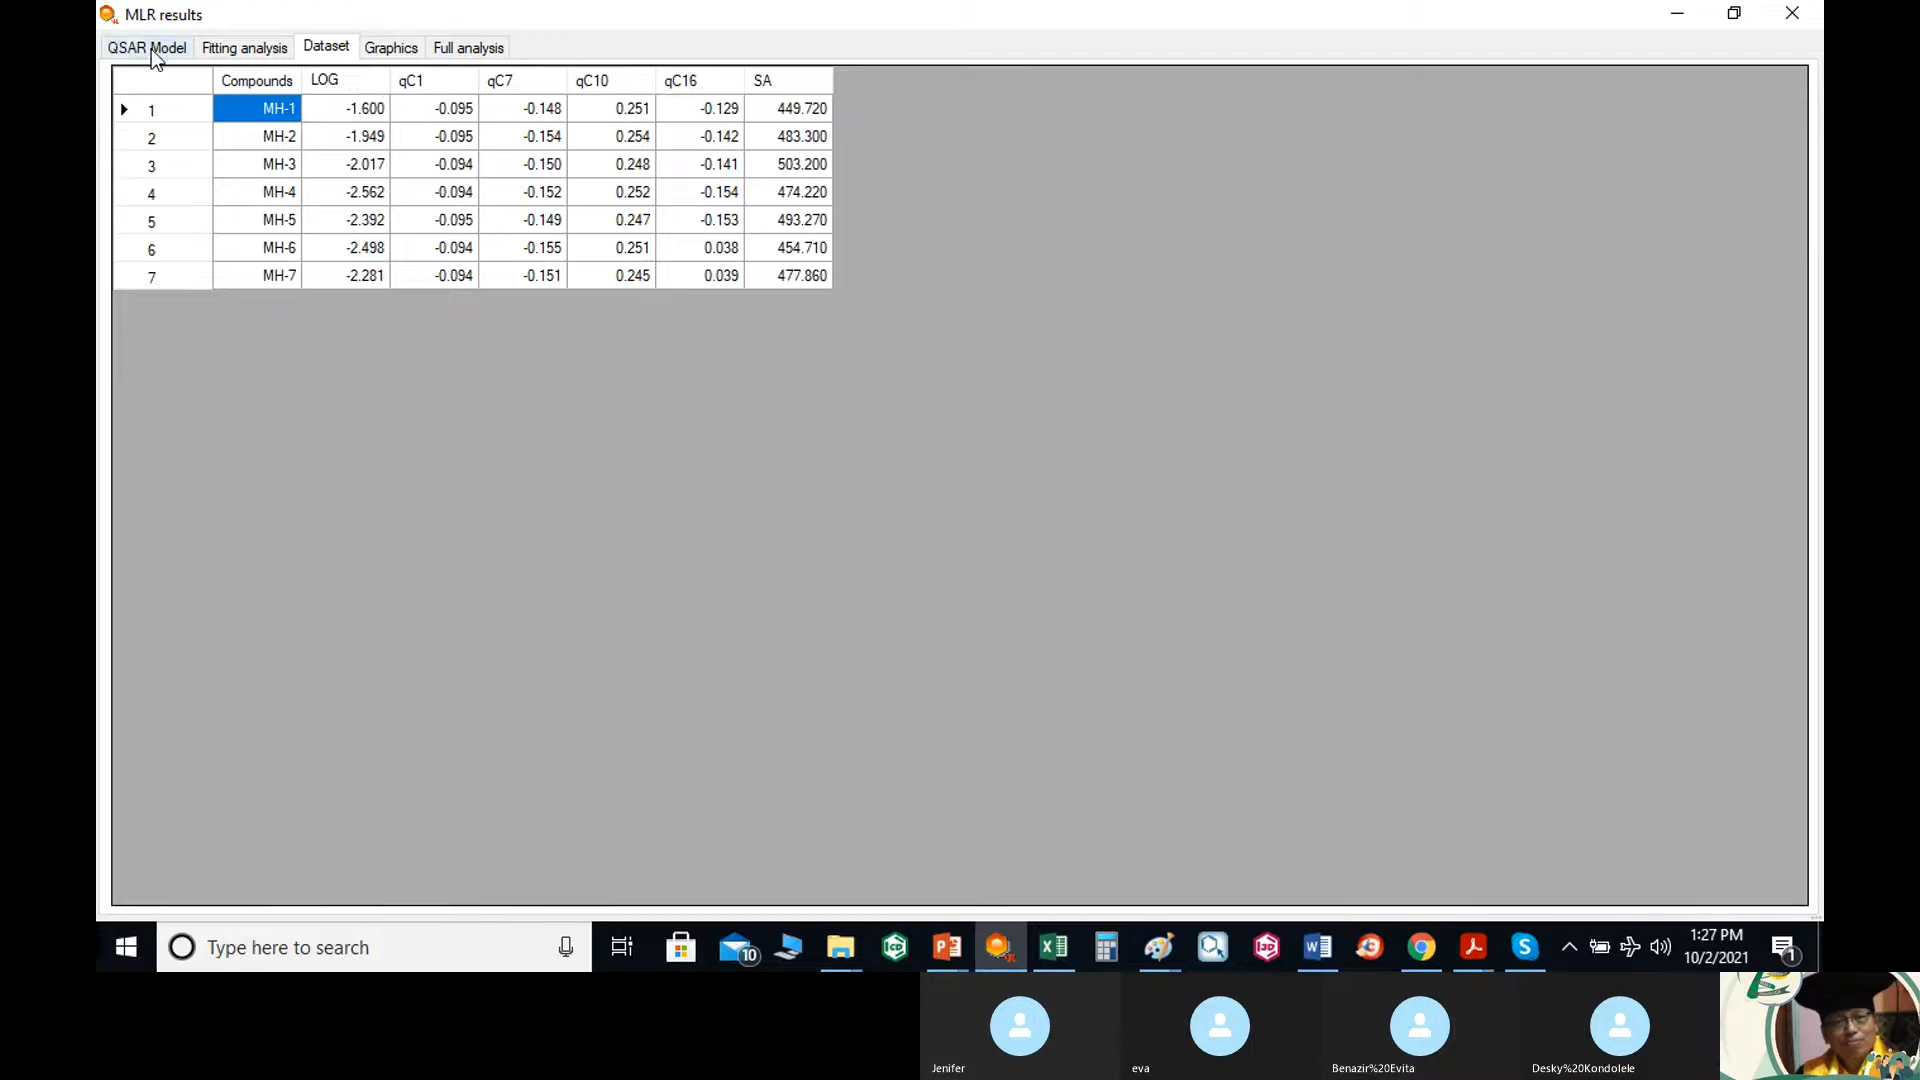 MLR results
QSAR Model Fitting analysis Dataset Graphics Full analysis
Compounds LOG qC1 qC7 qC10 qC16 SA
1 MH-1 -1.600 -0.095 -0.148 0.251 -0.129 449.720
2 MH-2 -1.949 -0.095 -0.154 0.254 -0.142 483.300
3 MH-3 -2.017 -0.094 -0.150 0.248 -0.141 503.200
4 MH-4 -2.562 -0.094 -0.152 0.252 -0.154 474.220
5 MH-5 -2.392 -0.095 -0.149 0.247 -0.153 493.270
6 MH-6 -2.498 -0.094 -0.155 0.251 0.038 454.710
7 MH-7 -2.281 -0.094 -0.151 0.245 0.039 477.860
Type here to search
10
1:27 PM
10/2/2021
1
Jenifer eva Benazir%20Evita Desky%20Kondolele